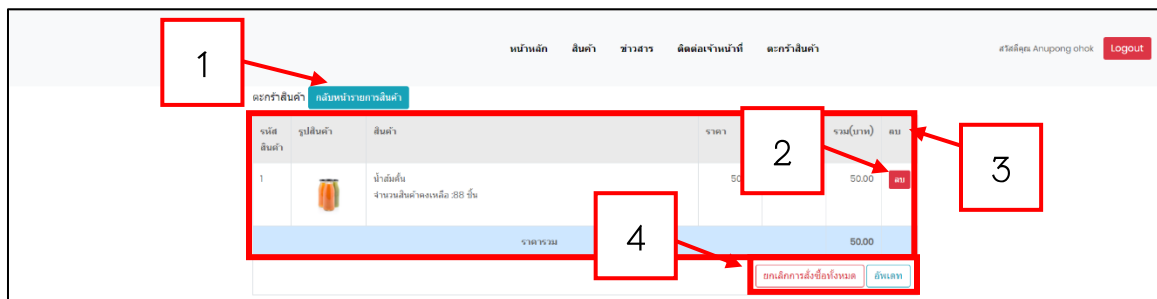 หน้าหลัก สินค้า ข่าวสาร ติดต่อเจ้าหน้าที่ ตะกร้าสินค้า สวัสดีคุณ Anupong ohok Logout
1
ตะกร้าสินค้า กลับหน้ารายการสินค้า
รหัสสินค้า รูปสินค้า สินค้า ราคา รวม(บาท) ลบ
2
3
1 น้ำส้มคั้น 50 50.00 ลบ
จำนวนสินค้าคงเหลือ :88 ชิ้น
4
ราคารวม 50.00
ยกเลิกการสั่งซื้อทั้งหมด อัพเดท